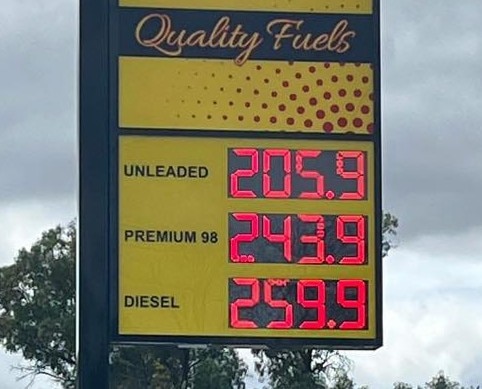 Quality Fuels
UNLEADED 205.9
PREMIUM 98 243.9
DIESEL 259.9